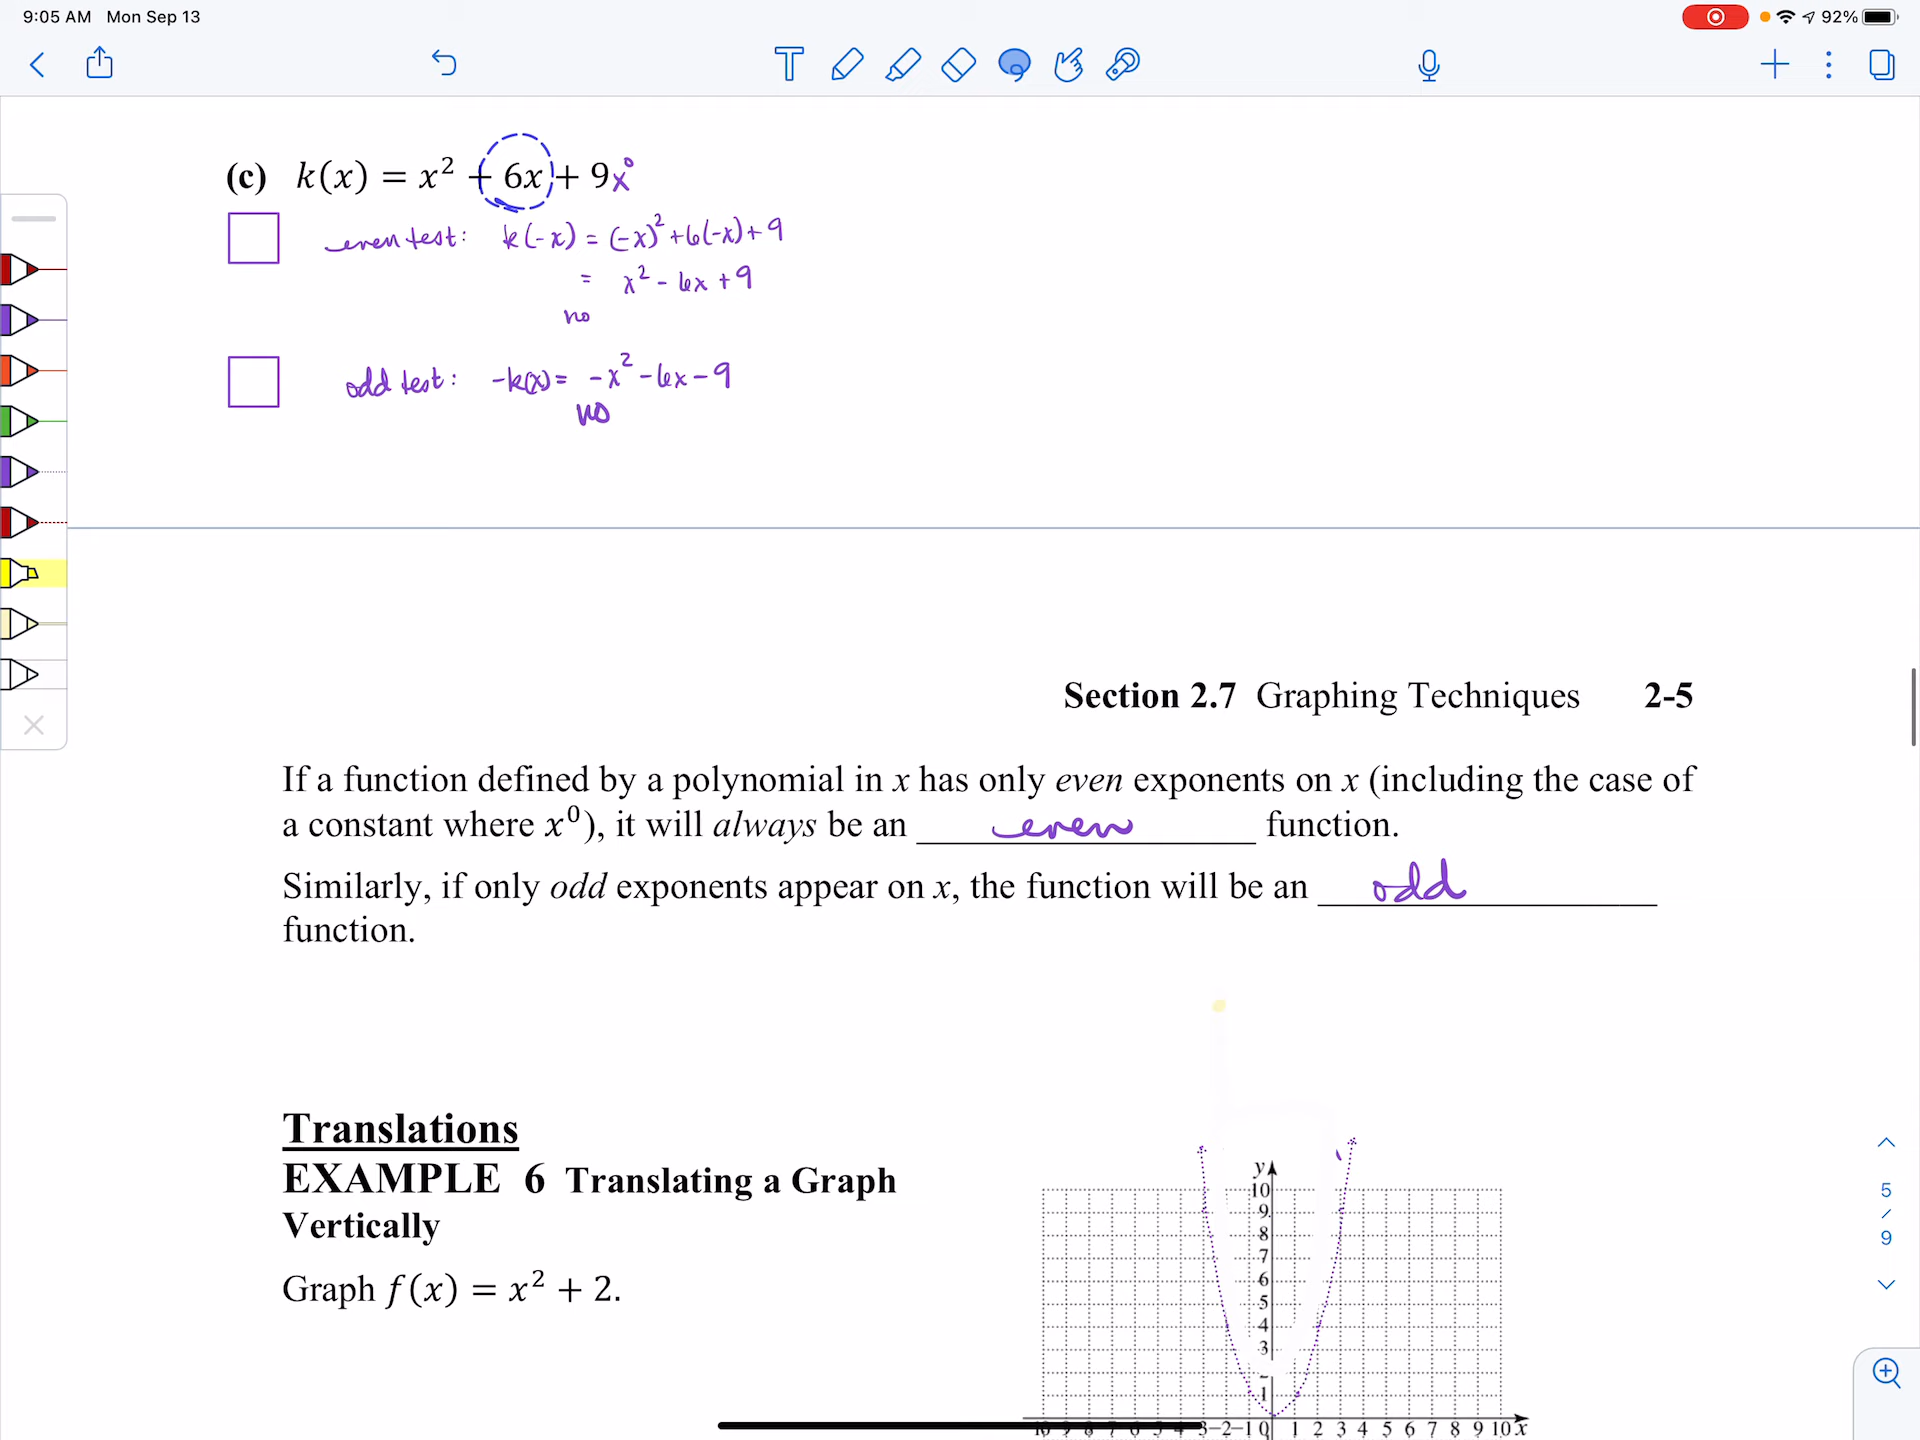 9:05 AM Mon Sep 13
92%
(c) k(x) = x² + 6x + 9x⁰
even test: k(-x) = (-x)² + 6(-x) + 9
= x² - 6x + 9
no
odd test: -k(x) = -x² - 6x - 9
no
Section 2.7 Graphing Techniques 2-5
If a function defined by a polynomial in x has only even exponents on x (including the case of
a constant where x⁰), it will always be an even function.
Similarly, if only odd exponents appear on x, the function will be an odd
function.
Translations
EXAMPLE 6 Translating a Graph
Vertically
Graph f(x) = x² + 2.
y
10
9
8
7
6
5
4
3
1
-2 -1 0 1 2 3 4 5 6 7 8 9 10 x
5
/
9